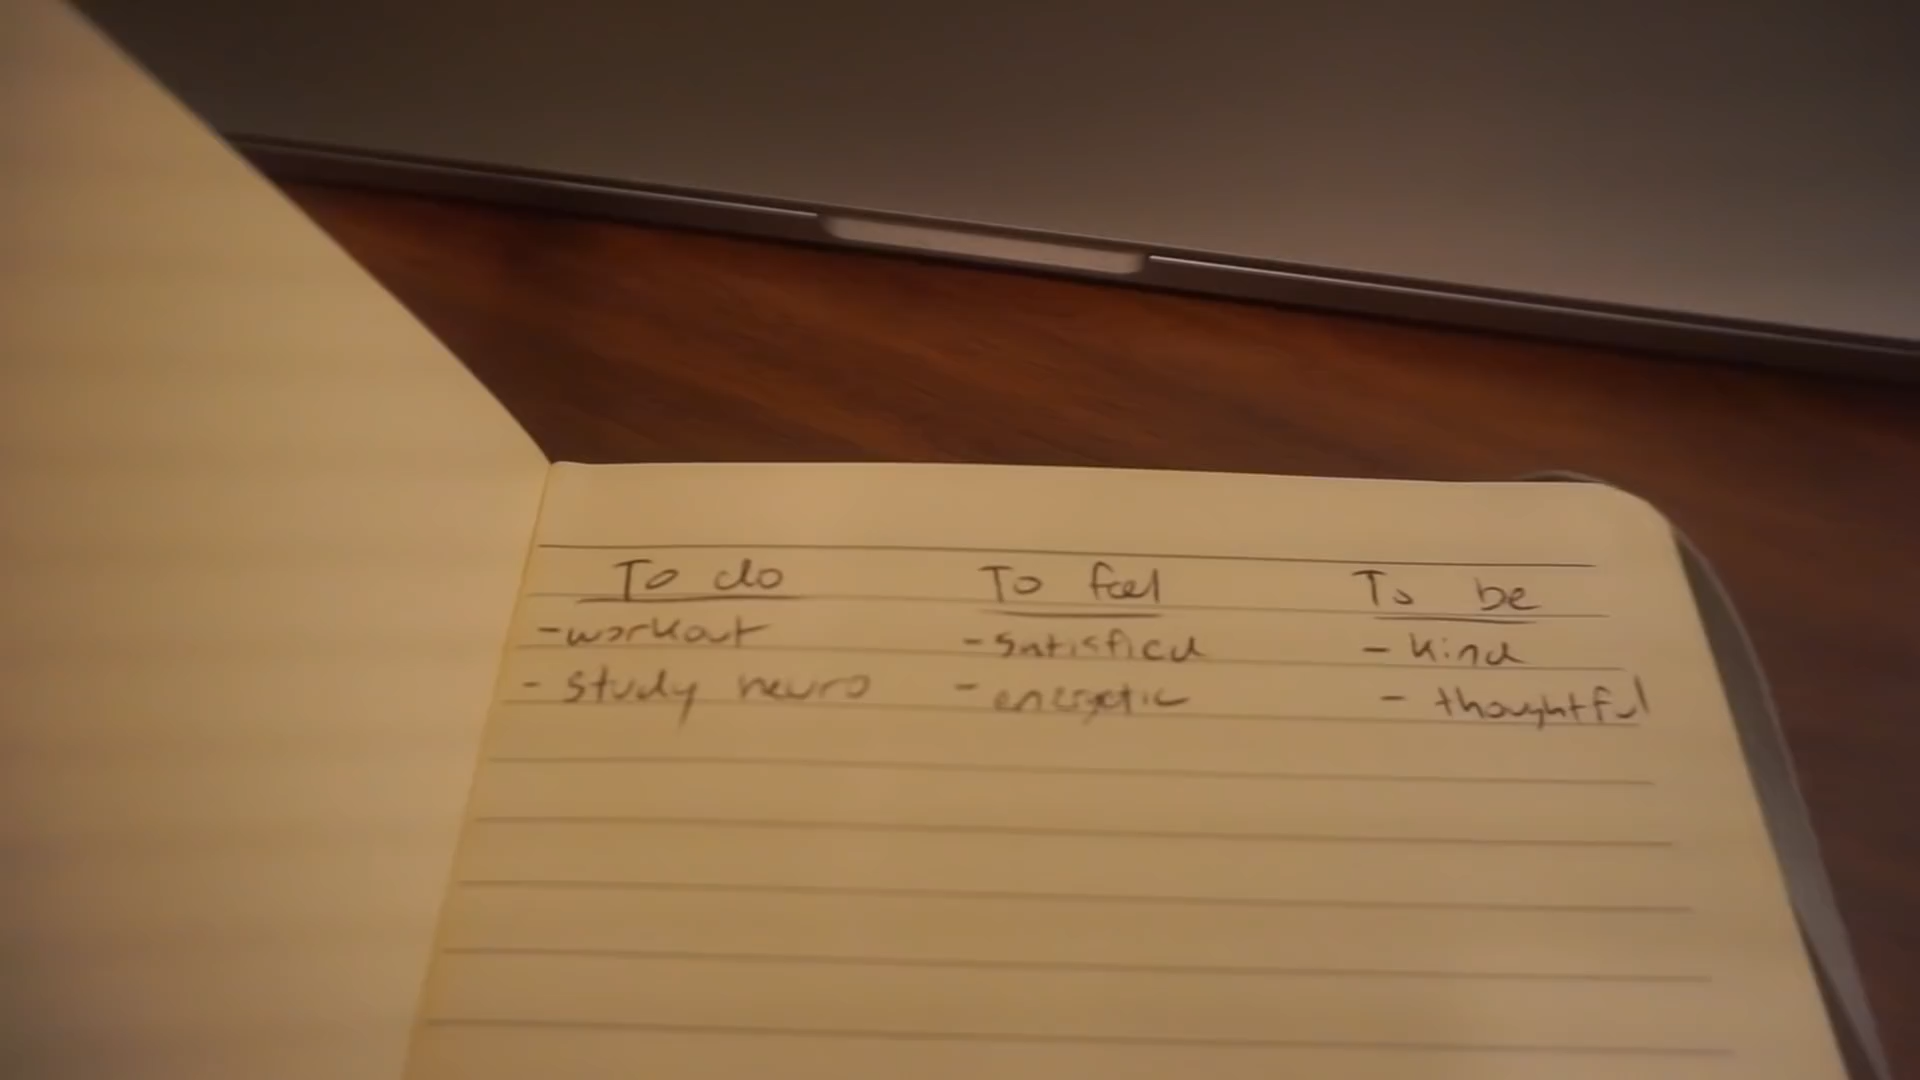 To do To feel To be
-workout - satisfied - kind
- study neuro - energetic - thoughtful